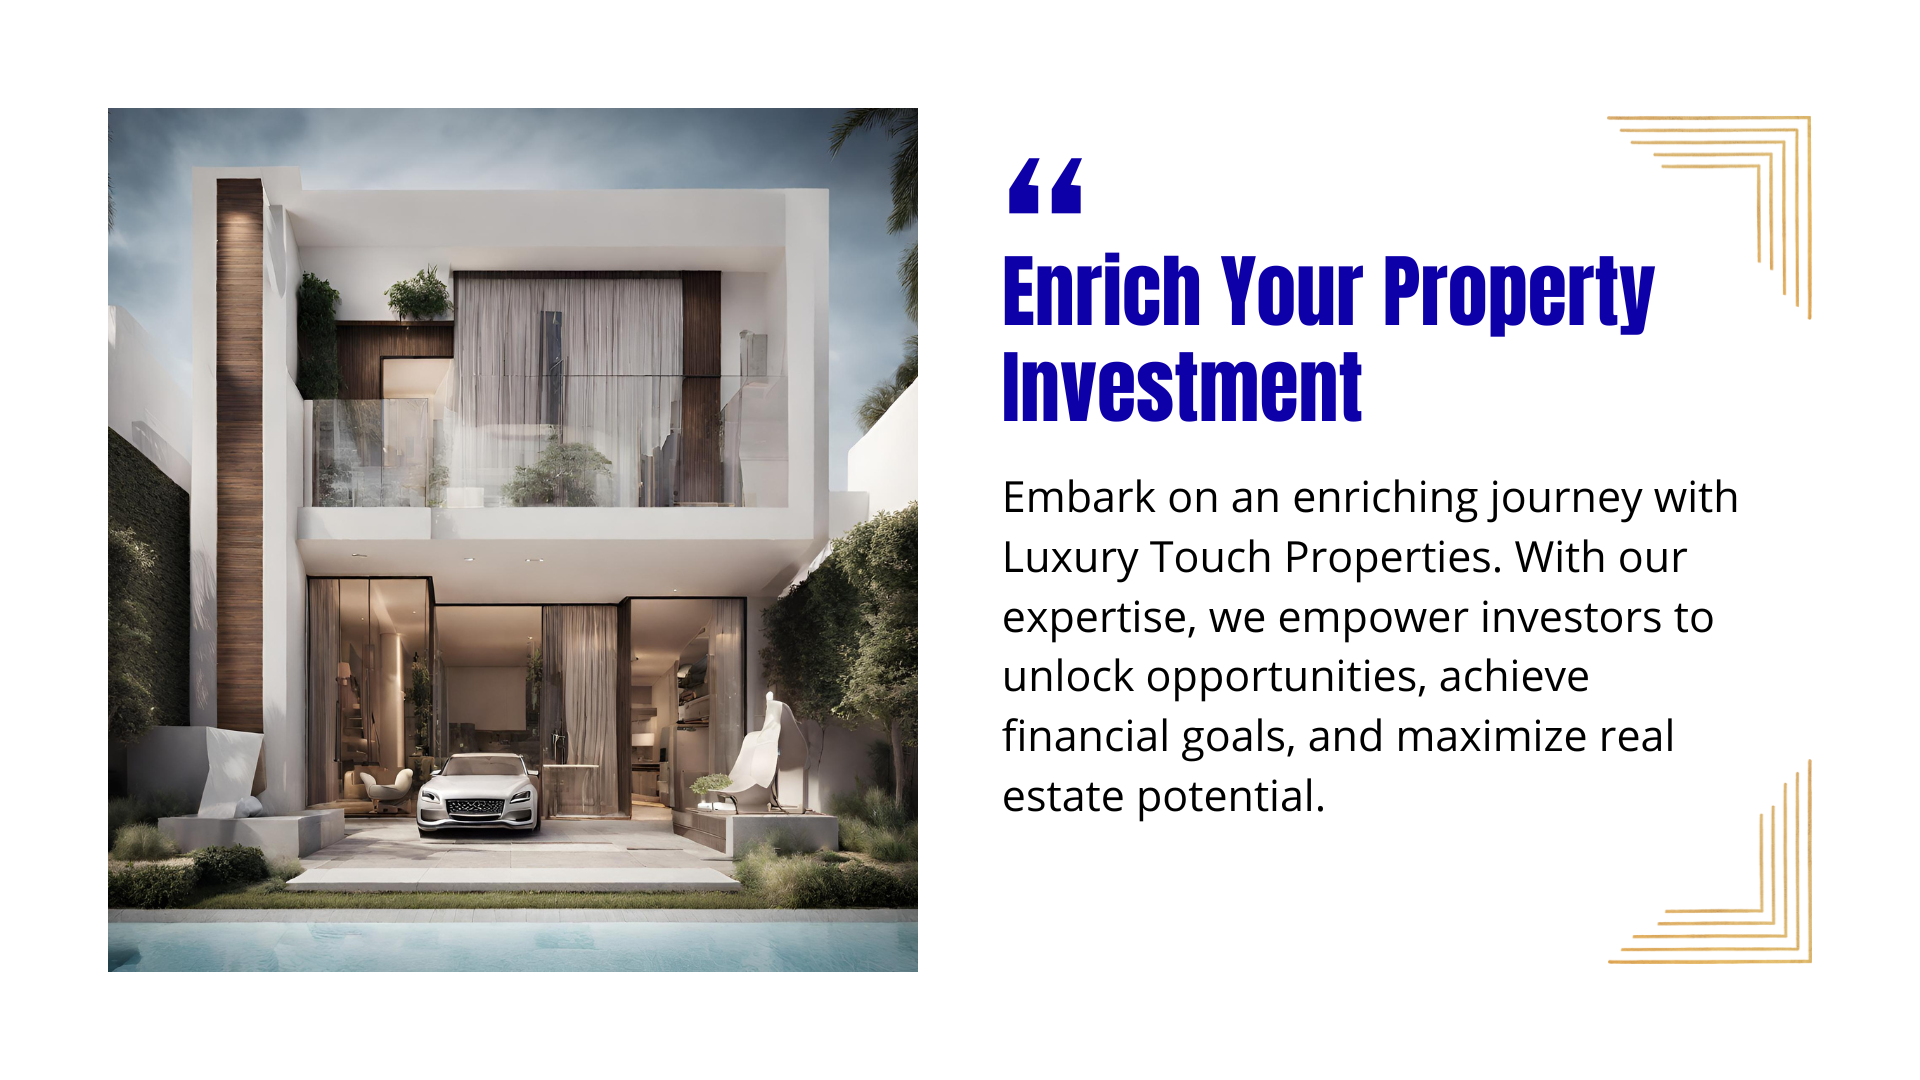 “
Enrich Your Property
Investment
Embark on an enriching journey with
Luxury Touch Properties. With our
expertise, we empower investors to
unlock opportunities, achieve
financial goals, and maximize real
estate potential.